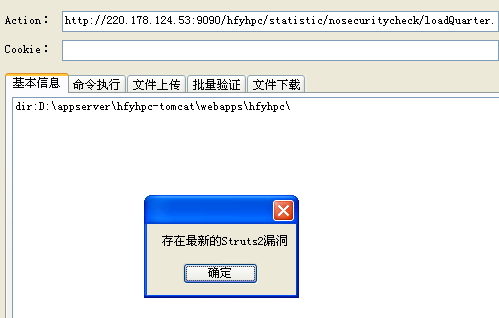 Action： http://220.178.124.53:9090/hfyhpc/statistic/nosecuritycheck/loadQuarter.
Cookie：
基本信息 命令执行 文件上传 批量验证 文件下载
dir:D:\appserver\hfyhpc-tomcat\webapps\hfyhpc\
存在最新的Struts2漏洞
确定